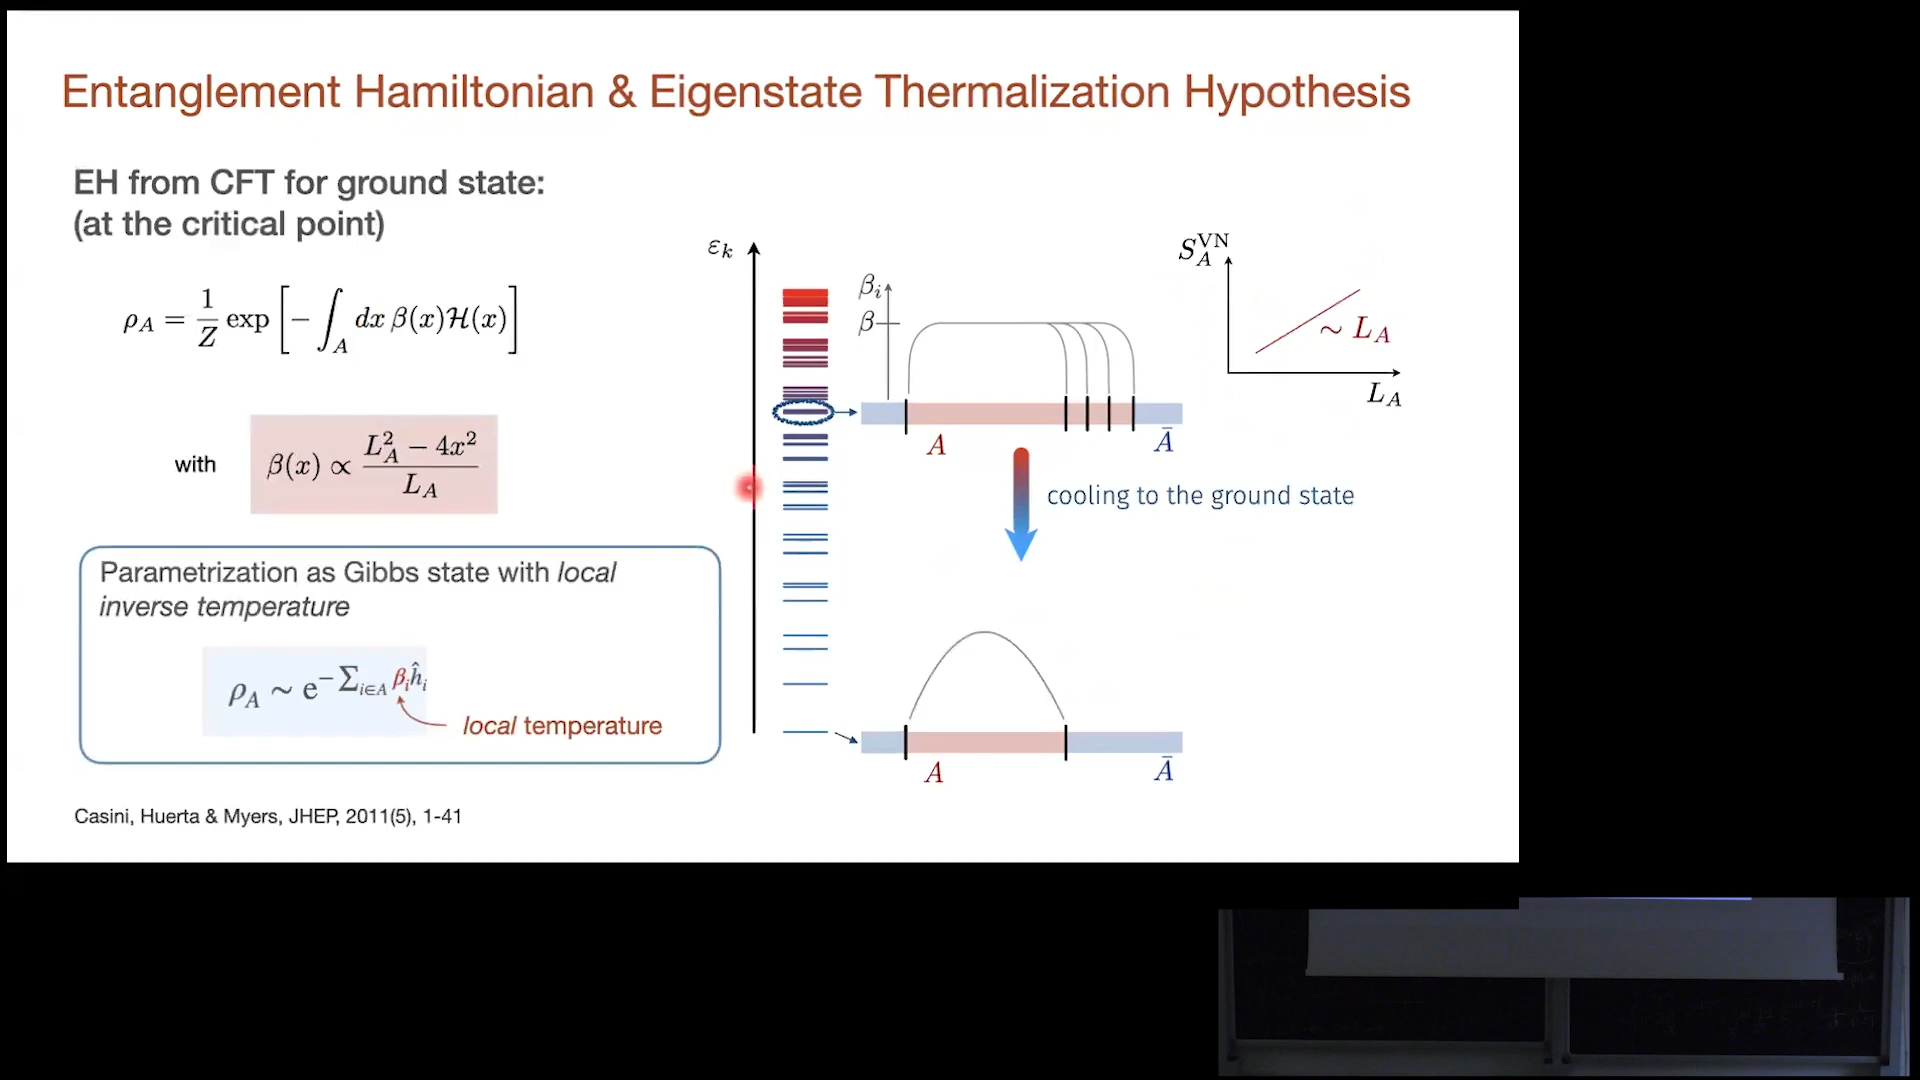 Entanglement Hamiltonian & Eigenstate Thermalization Hypothesis
EH from CFT for ground state:
(at the critical point)
ρ_A = 1/Z exp[−∫_A dx β(x)ℋ(x)]
with β(x) ∝ (L_A² − 4x²)/L_A
Parametrization as Gibbs state with local
inverse temperature
ρ_A ~ e^{−∑_{i∈A} β_i ĥ_i}
local temperature
Casini, Huerta & Myers, JHEP, 2011(5), 1-41
ε_k
β_i
β
A
Ā
S_A^VN
~ L_A
L_A
cooling to the ground state
A
Ā